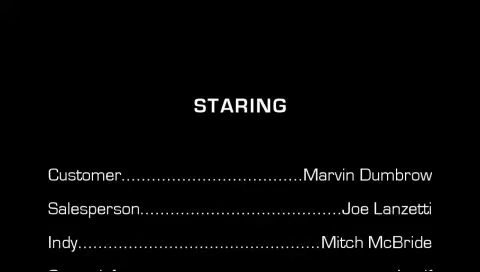 STARING
Customer....................................Marvin Dumbrow
Salesperson........................................Joe Lanzetti
Indy................................................Mitch McBride